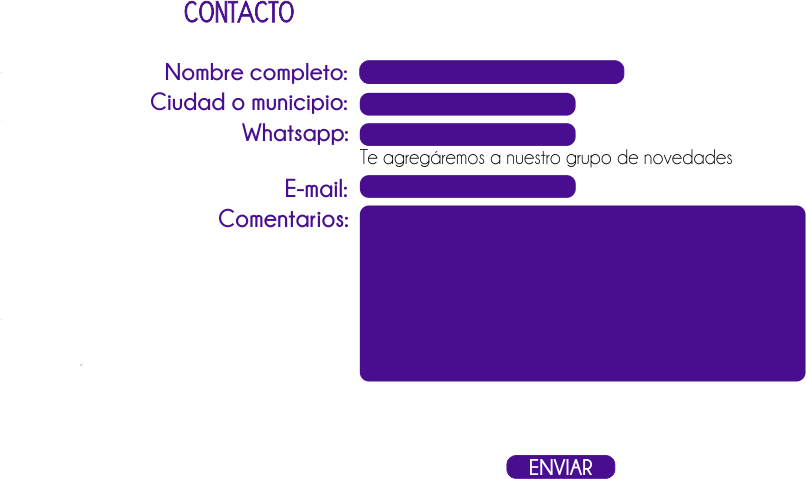 CONTACTO
Nombre completo:
Ciudad o municipio:
Whatsapp:
Te agregáremos a nuestro grupo de novedades
E-mail:
Comentarios:
ENVIAR